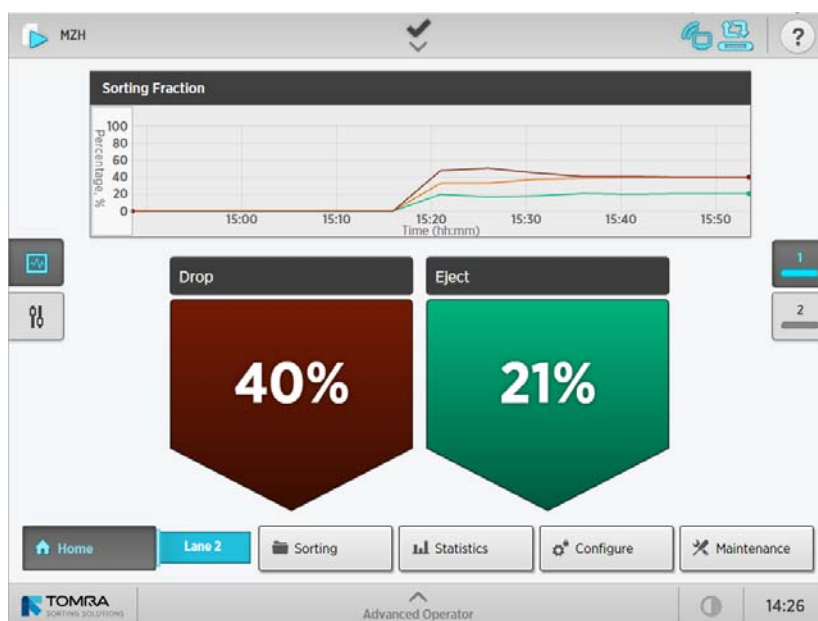 MZH
?
Sorting Fraction
Percentage, %
100
80
60
40
20
0
15:00 15:10 15:20 15:30 15:40 15:50
Time (hh:mm)
1
2
Drop
Eject
40%
21%
Home
Lane 2
Sorting
Statistics
Configure
Maintenance
TOMRA
SORTING SOLUTIONS
Advanced Operator
14:26